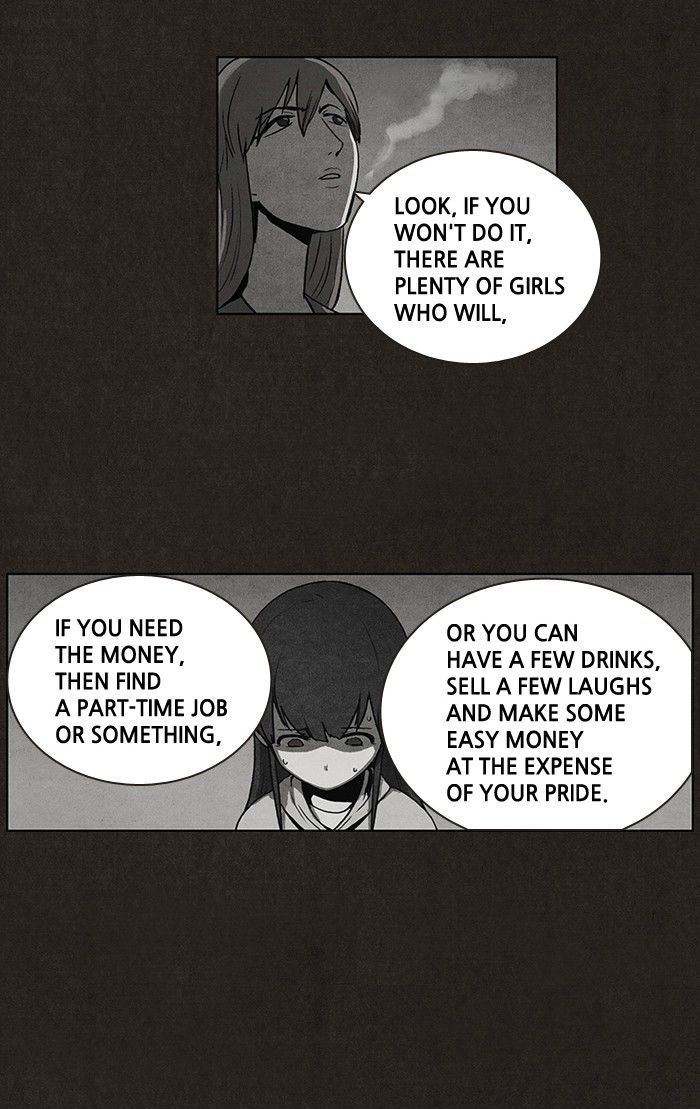 LOOK, IF YOU
WON'T DO IT,
THERE ARE
PLENTY OF GIRLS
WHO WILL,
IF YOU NEED
THE MONEY,
THEN FIND
A PART-TIME JOB
OR SOMETHING,
OR YOU CAN
HAVE A FEW DRINKS,
SELL A FEW LAUGHS
AND MAKE SOME
EASY MONEY
AT THE EXPENSE
OF YOUR PRIDE.